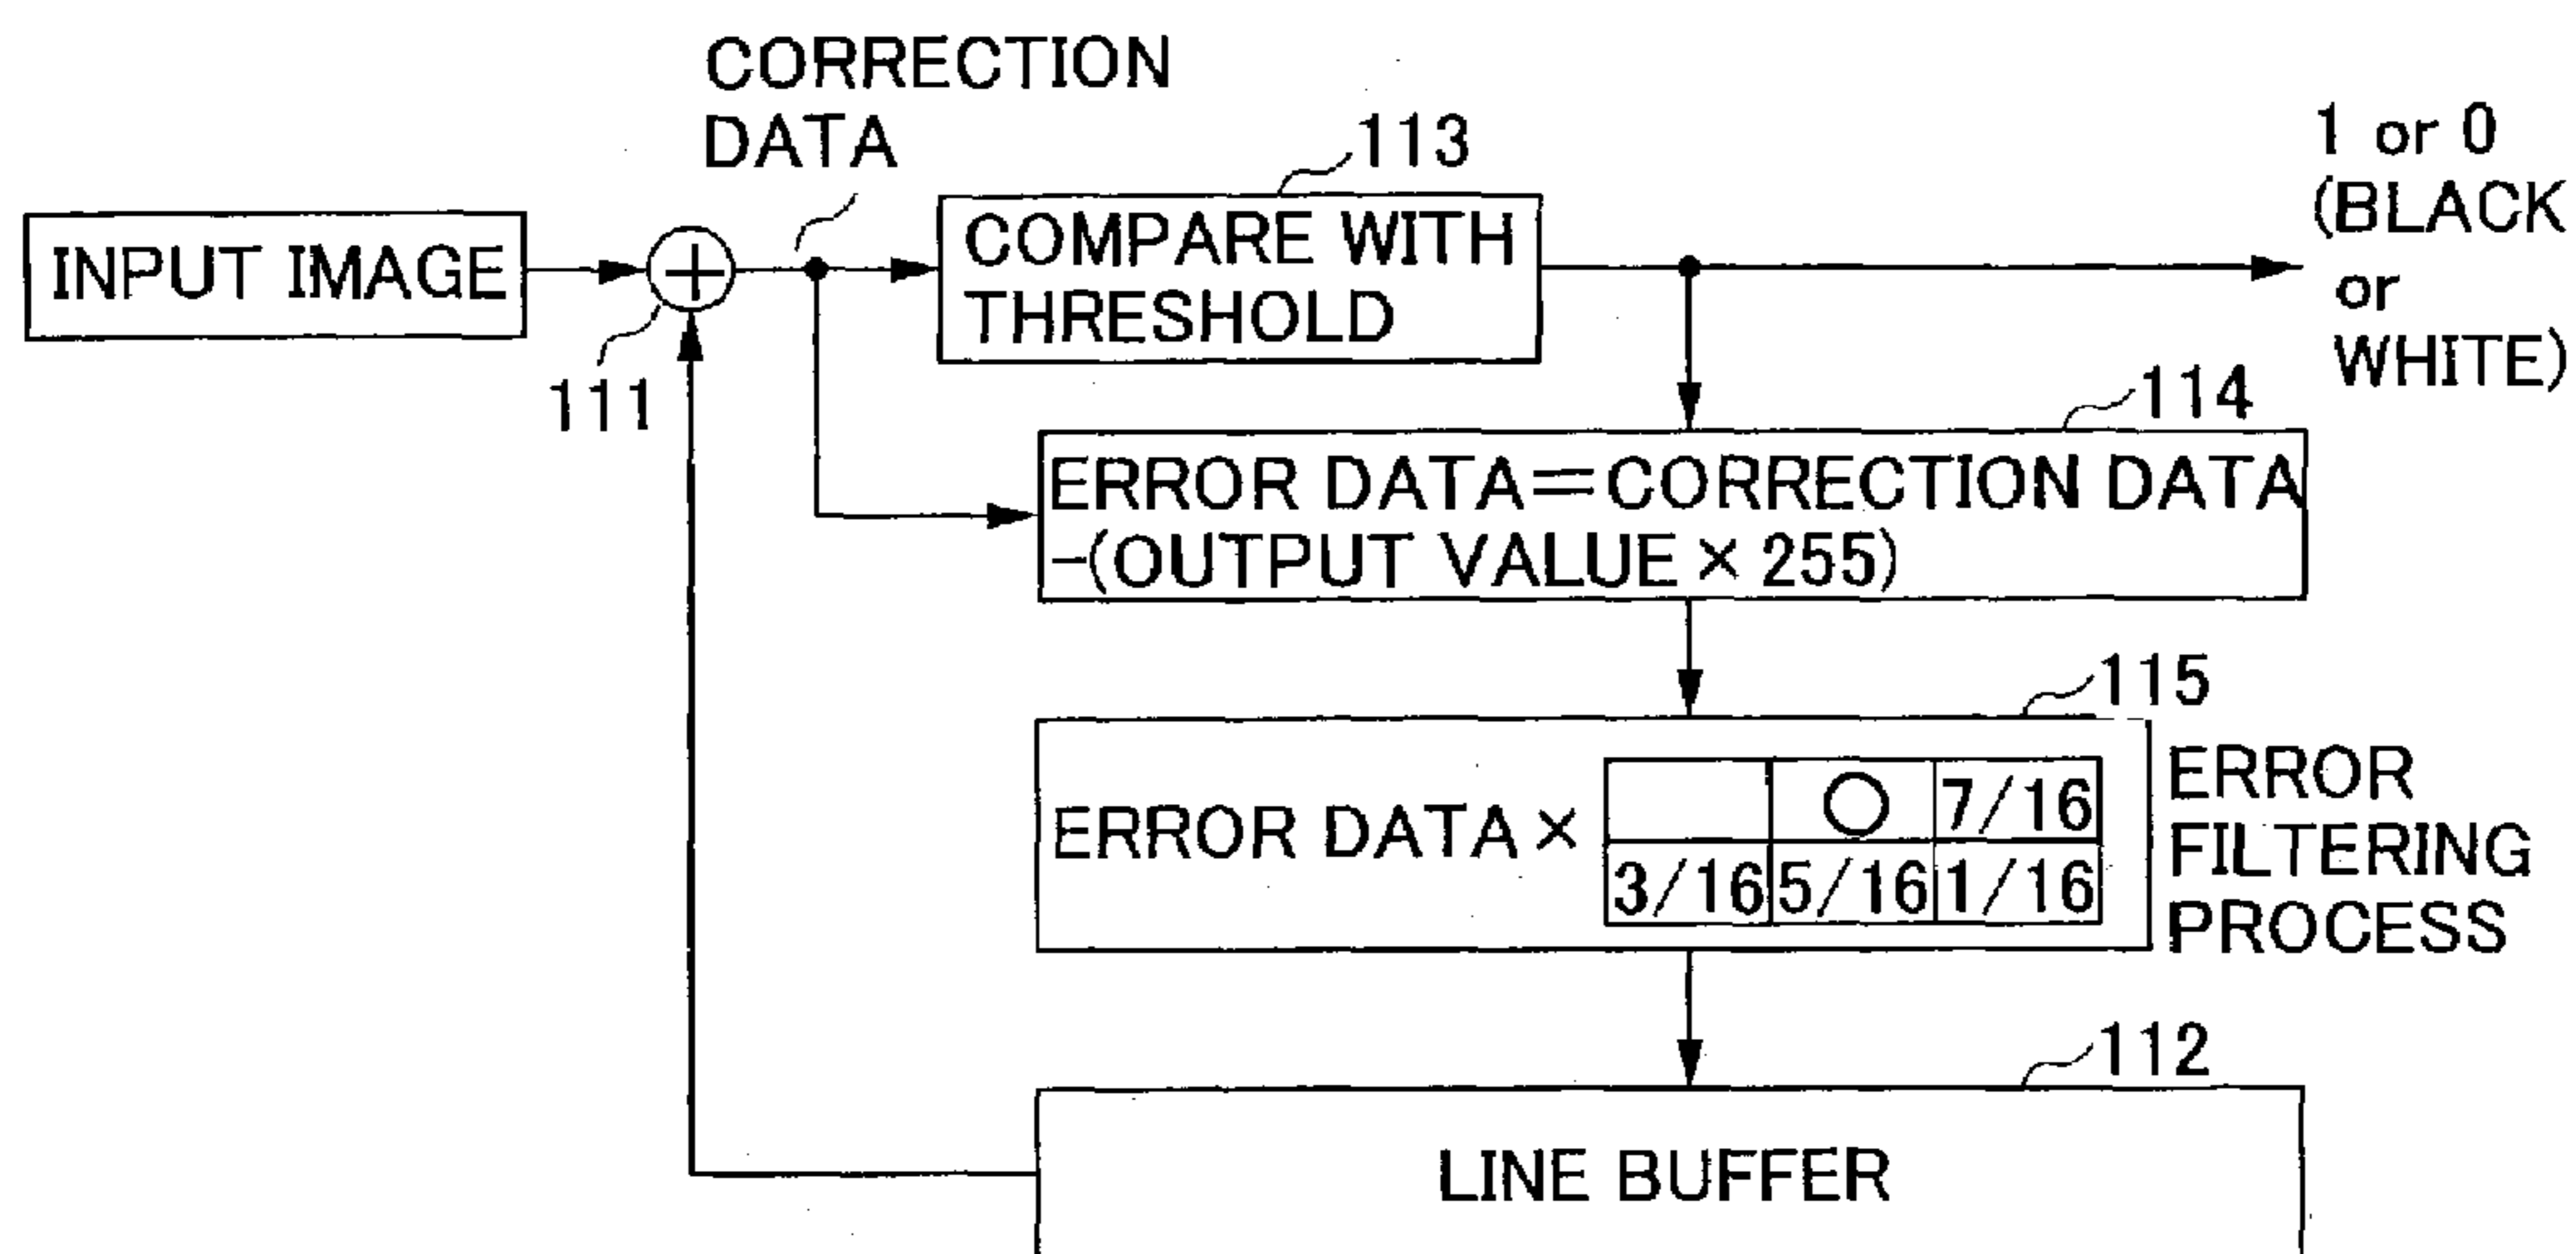 CORRECTION
DATA
113
1 or 0
(BLACK
or
WHITE)
INPUT IMAGE
+
COMPARE WITH
THRESHOLD
111
114
ERROR DATA=CORRECTION DATA
-(OUTPUT VALUE × 255)
115
ERROR DATA ×
○ 7/16
3/16 5/16 1/16
ERROR
FILTERING
PROCESS
112
LINE BUFFER